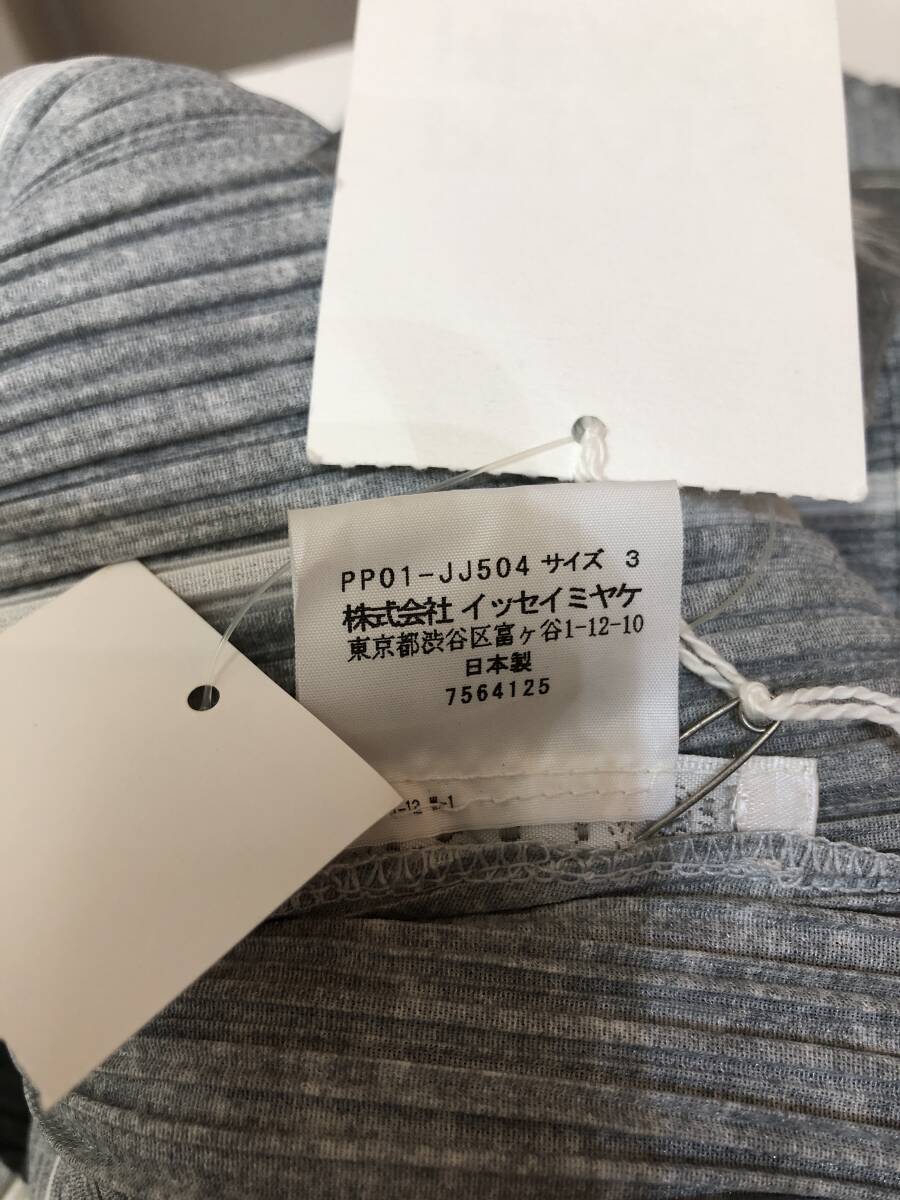 PP01-JJ504 サイズ 3
株式会社 イッセイミヤケ
東京都渋谷区富ヶ谷1-12-10
日本製
7564125